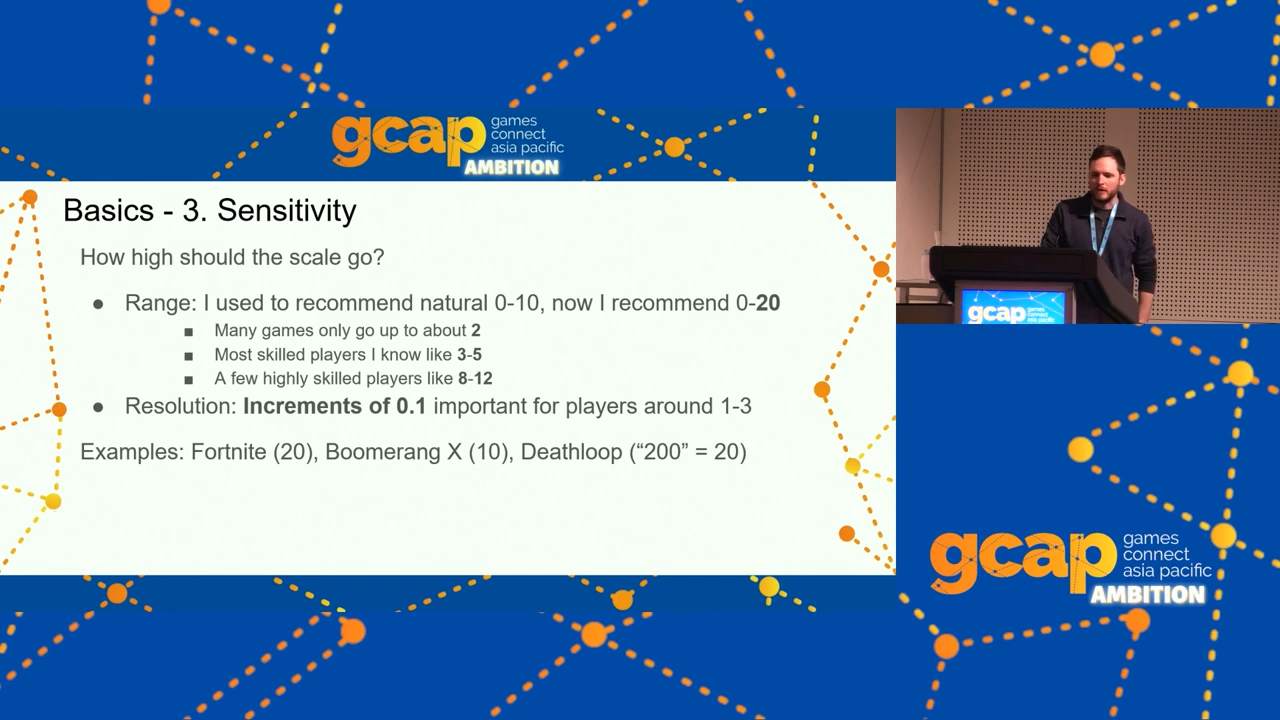 gcap games
connect
asia pacific
AMBITION
Basics - 3. Sensitivity
How high should the scale go?
● Range: I used to recommend natural 0-10, now I recommend 0-20
■ Many games only go up to about 2
■ Most skilled players I know like 3-5
■ A few highly skilled players like 8-12
● Resolution: Increments of 0.1 important for players around 1-3
Examples: Fortnite (20), Boomerang X (10), Deathloop (“200” = 20)
gcap
gcap games
connect
asia pacific
AMBITION